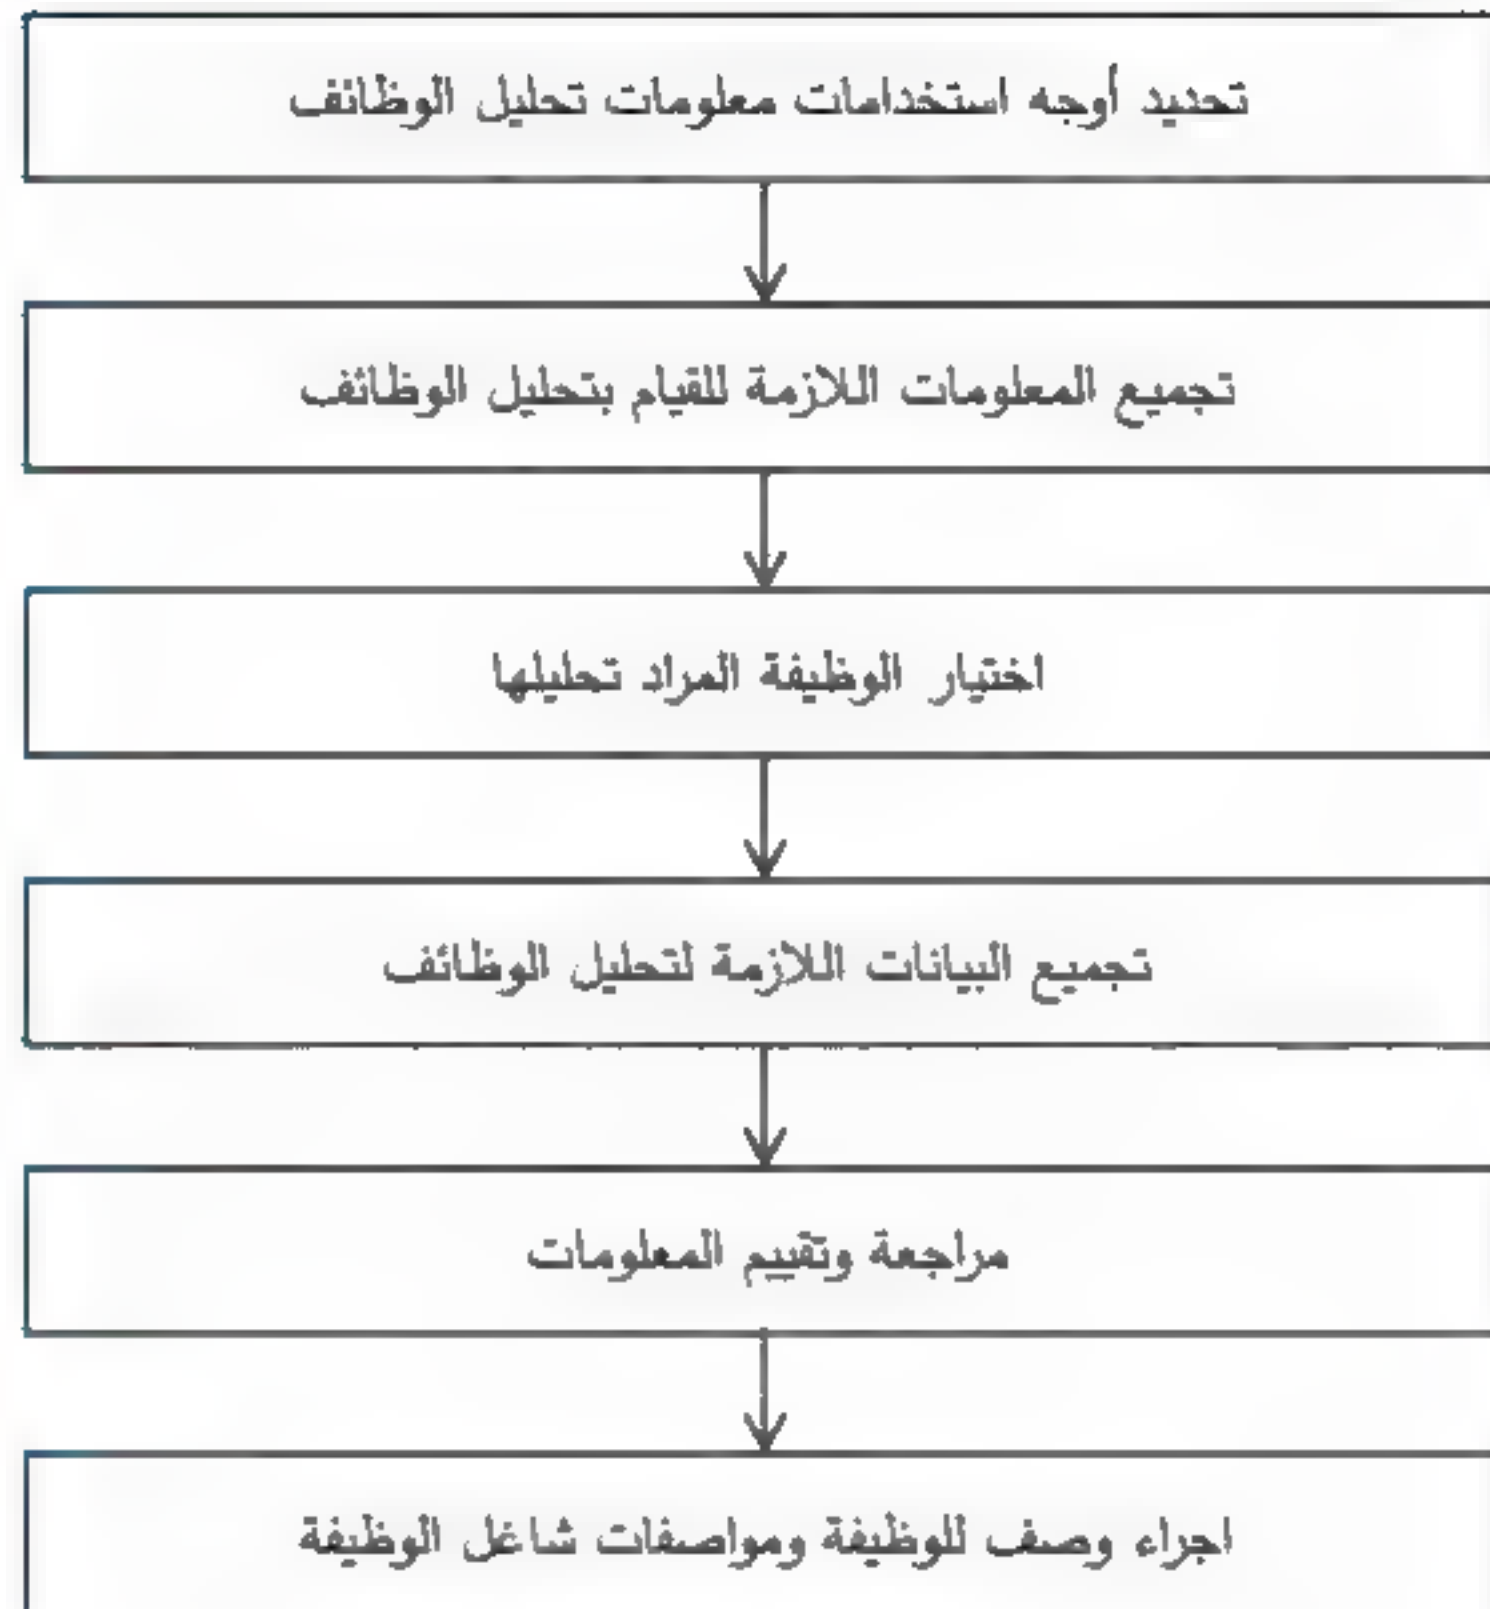 تحديد أوجه استخدامات معلومات تحليل الوظائف
تجميع المعلومات اللازمة للقيام بتحليل الوظائف
اختيار الوظيفة المراد تحليلها
تجميع البيانات اللازمة لتحليل الوظائف
مراجعة وتقييم المعلومات
اجراء وصف للوظيفة ومواصفات شاغل الوظيفة